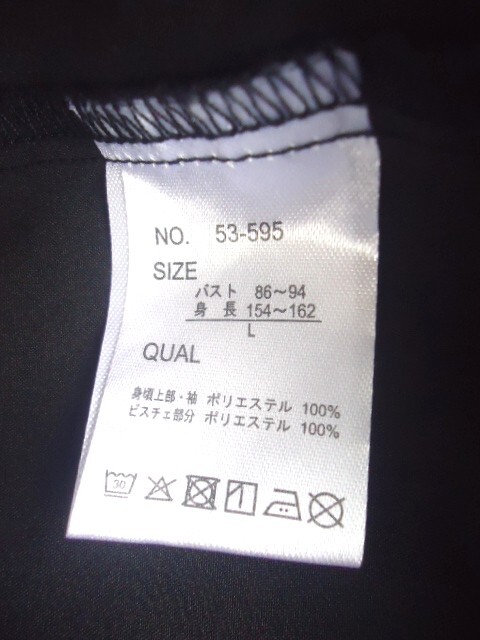 NO. 53-595
SIZE
バスト 86～94
身 長 154～162
L
QUAL
身頃上部・袖 ポリエステル 100%
ビスチェ部分 ポリエステル 100%
30